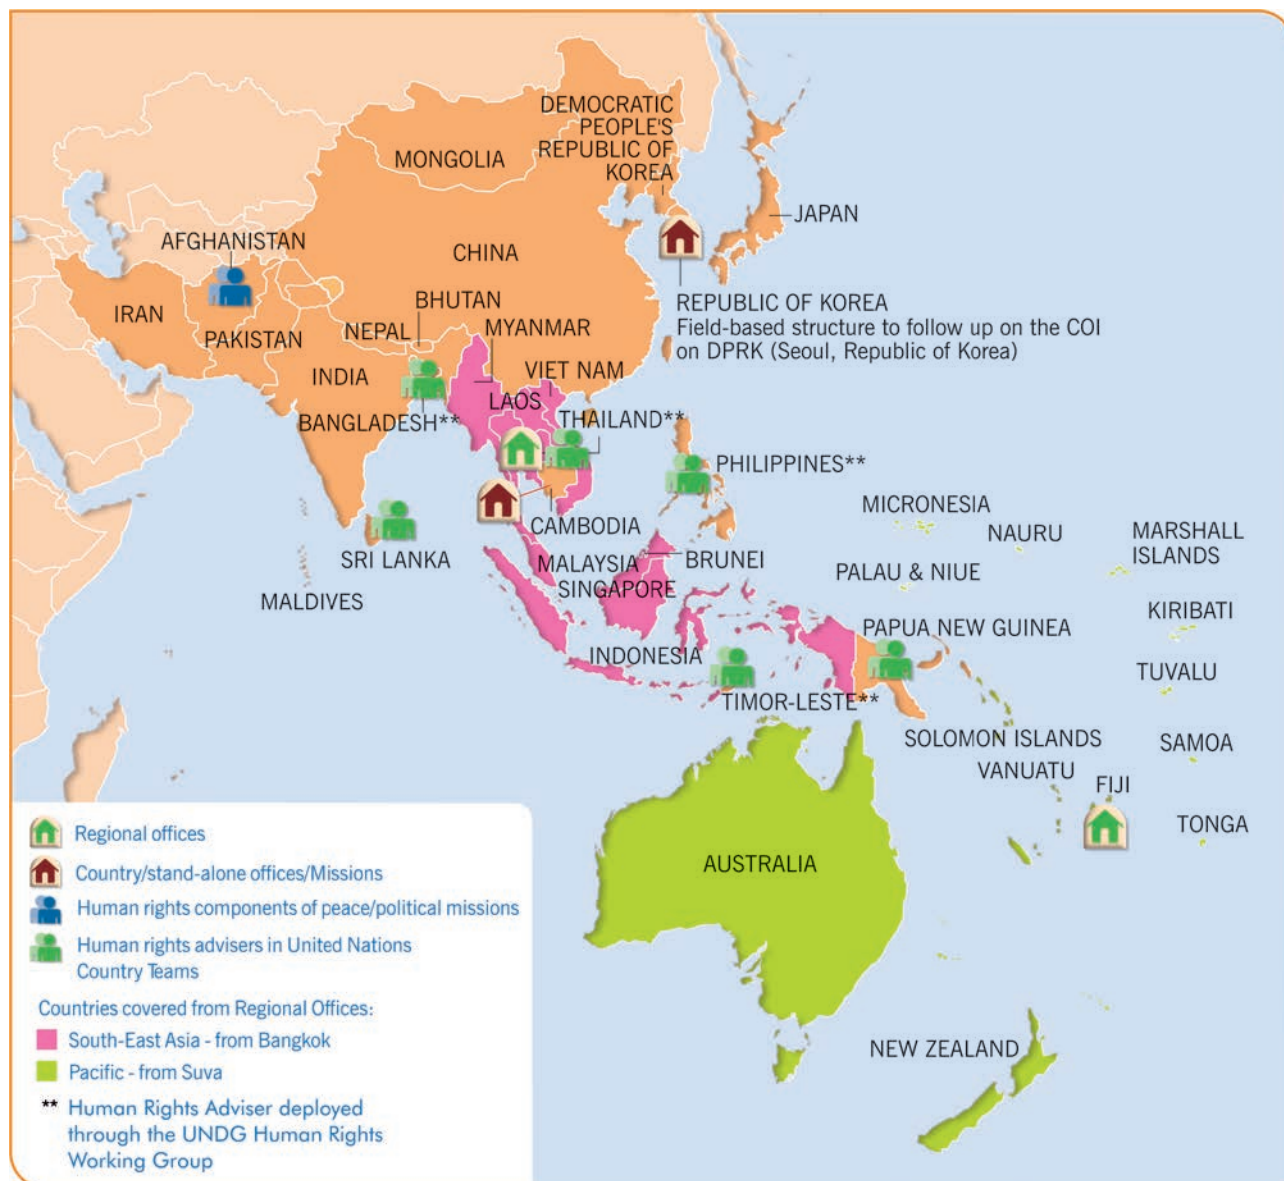 DEMOCRATIC
PEOPLE'S
REPUBLIC OF
KOREA
MONGOLIA
JAPAN
AFGHANISTAN
CHINA
IRAN
PAKISTAN
NEPAL
BHUTAN
MYANMAR
REPUBLIC OF KOREA
Field-based structure to follow up on the COI
on DPRK (Seoul, Republic of Korea)
INDIA
VIET NAM
LAOS
BANGLADESH**
THAILAND**
PHILIPPINES**
MICRONESIA
NAURU
MARSHALL
ISLANDS
CAMBODIA
SRI LANKA
MALAYSIA
BRUNEI
SINGAPORE
PALAU & NIUE
MALDIVES
KIRIBATI
PAPUA NEW GUINEA
INDONESIA
TUVALU
TIMOR-LESTE**
SOLOMON ISLANDS
SAMOA
VANUATU
FIJI
TONGA
AUSTRALIA
NEW ZEALAND
Regional offices
Country/stand-alone offices/Missions
Human rights components of peace/political missions
Human rights advisers in United Nations
Country Teams
Countries covered from Regional Offices:
South-East Asia - from Bangkok
Pacific - from Suva
** Human Rights Adviser deployed
through the UNDG Human Rights
Working Group